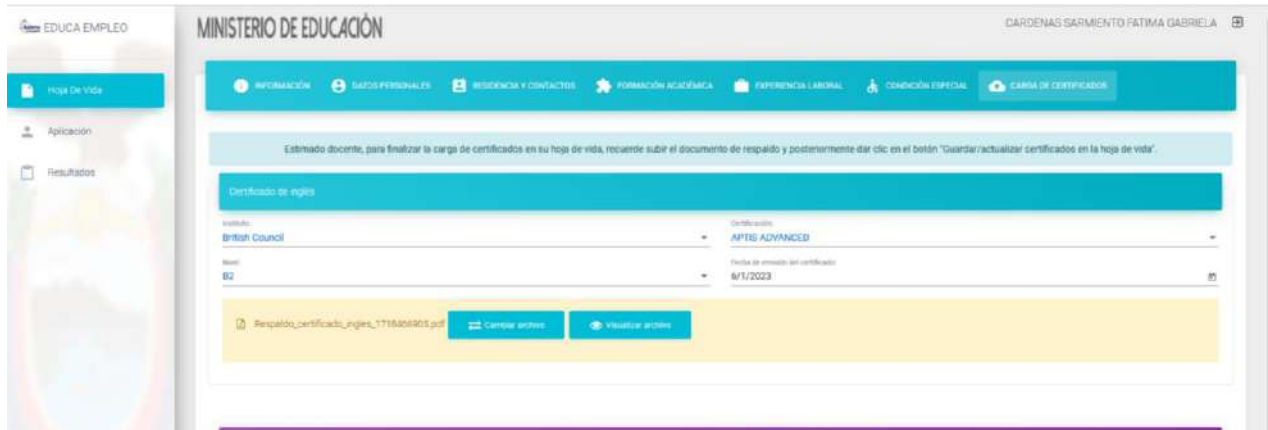 EDUCA EMPLEO
MINISTERIO DE EDUCACIÓN
CARDENAS SARMIENTO FATIMA GABRIELA
Hoja De Vida
Aplicación
Resultados
INFORMACIÓN
DATOS PERSONALES
RESIDENCIA Y CONTACTOS
FORMACIÓN ACADÉMICA
EXPERIENCIA LABORAL
CONDICIÓN ESPECIAL
CARGA DE CERTIFICADOS
Estimado docente, para finalizar la carga de certificados en su hoja de vida, recuerde subir el documento de respaldo y posteriormente dar clic en el botón "Guardar/actualizar certificados en la hoja de vida".
Certificado de inglés
Instituto:
British Council
Certificación:
APTIS ADVANCED
Nivel:
B2
Fecha de emisión del certificado:
6/1/2023
Respaldo_certificado_ingles_1718466905.pdf
Cambiar archivo
Visualizar archivo